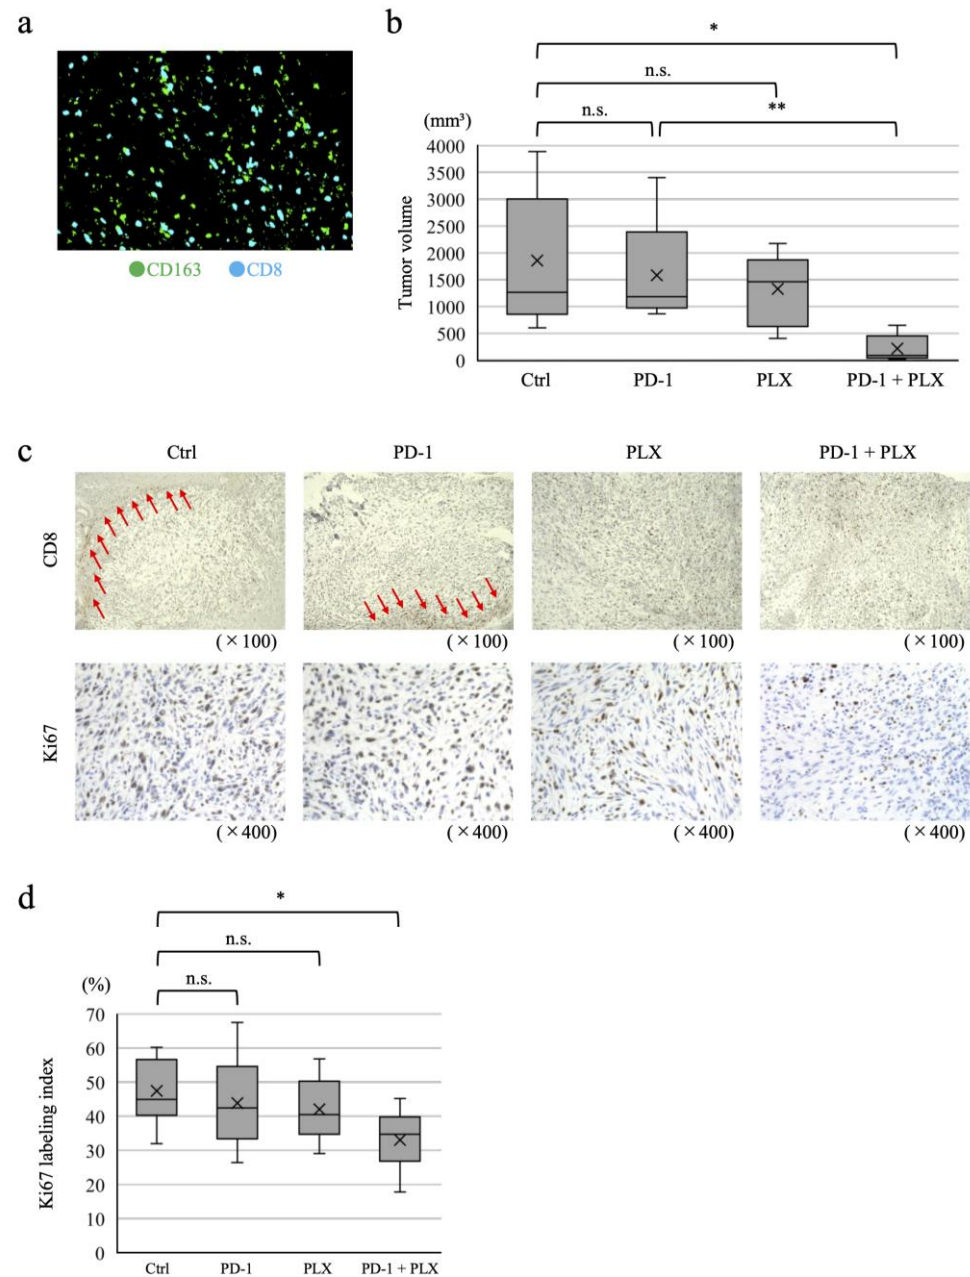 a
CD163 CD8
b
*
n.s.
n.s. **
(mm³)
4000
3500
3000
2500
2000
1500
1000
500
0
Tumor volume
Ctrl PD-1 PLX PD-1 + PLX
c
Ctrl PD-1 PLX PD-1 + PLX
CD8
(×100) (×100) (×100) (×100)
Ki67
(×400) (×400) (×400) (×400)
d
*
n.s.
n.s.
(%)
70
60
50
40
30
20
10
0
Ki67 labeling index
Ctrl PD-1 PLX PD-1 + PLX